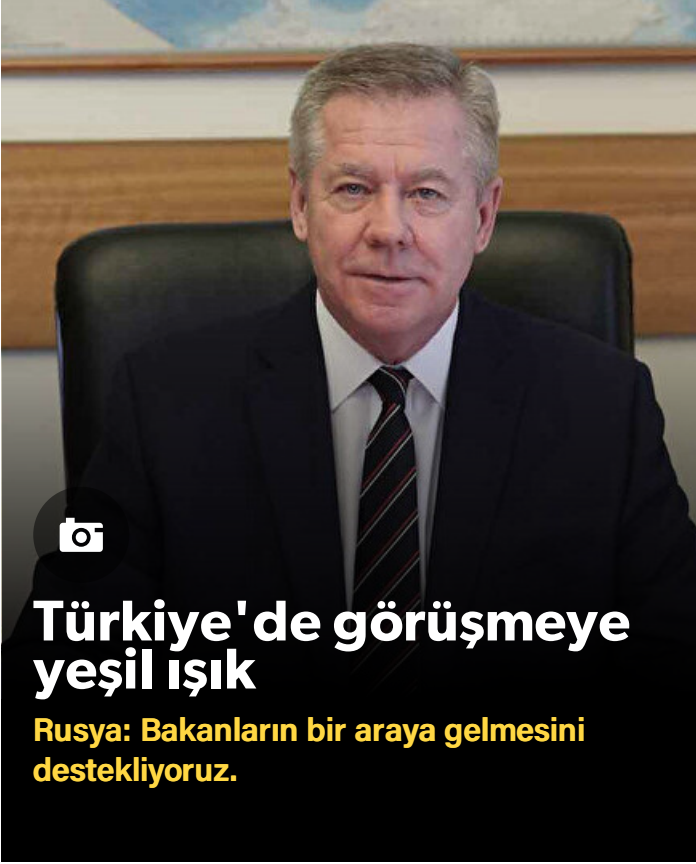 Türkiye'de görüşmeye
yeşil ışık
Rusya: Bakanların bir araya gelmesini
destekliyoruz.